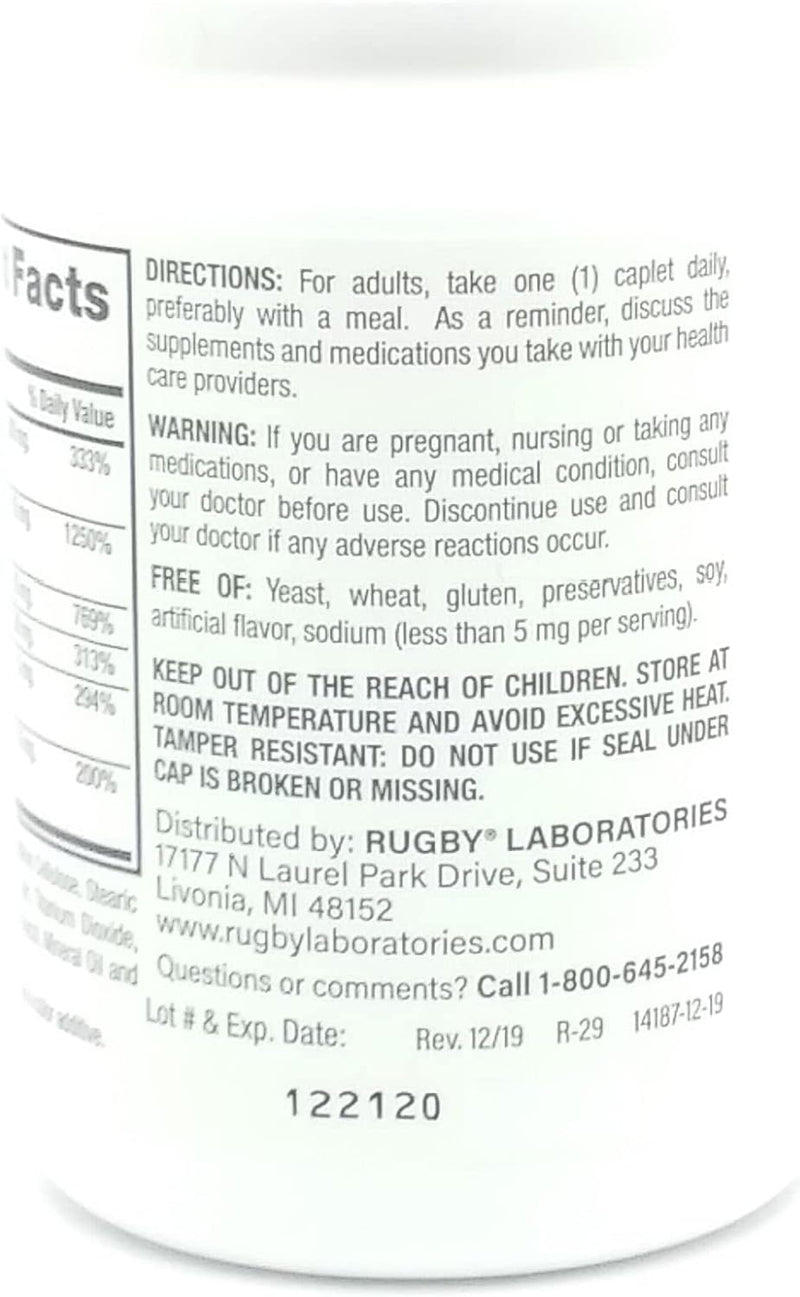 Facts
% Daily Value
333%
1250%
769%
313%
294%
200%
Stearic
Dioxide,
Mineral Oil and
additive.
DIRECTIONS: For adults, take one (1) caplet daily,
preferably with a meal. As a reminder, discuss the
supplements and medications you take with your health
care providers.
WARNING: If you are pregnant, nursing or taking any
medications, or have any medical condition, consult
your doctor before use. Discontinue use and consult
your doctor if any adverse reactions occur.
FREE OF: Yeast, wheat, gluten, preservatives, soy,
artificial flavor, sodium (less than 5 mg per serving).
KEEP OUT OF THE REACH OF CHILDREN. STORE AT
ROOM TEMPERATURE AND AVOID EXCESSIVE HEAT.
TAMPER RESISTANT: DO NOT USE IF SEAL UNDER
CAP IS BROKEN OR MISSING.
Distributed by: RUGBY® LABORATORIES
17177 N Laurel Park Drive, Suite 233
Livonia, MI 48152
www.rugbylaboratories.com
Questions or comments? Call 1-800-645-2158
Lot # & Exp. Date: Rev. 12/19 R-29 14187-12-19
122120